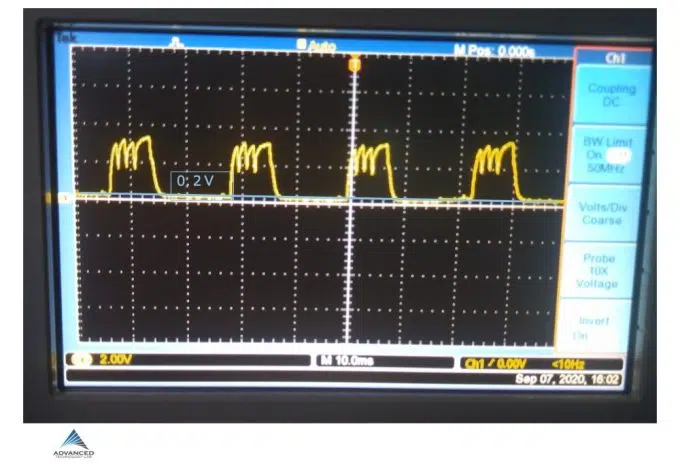 Tek
Auto
M Pos: 0.000s
Ch1
Coupling
DC
BW Limit
On
50MHz
Volts/Div
Coarse
0, 2 V
Probe
10X
Voltage
Invert
On
2.00V
M 10.0ms
Ch1 / 0.00V
<10Hz
Sep 07, 2020, 16:02
ADVANCED